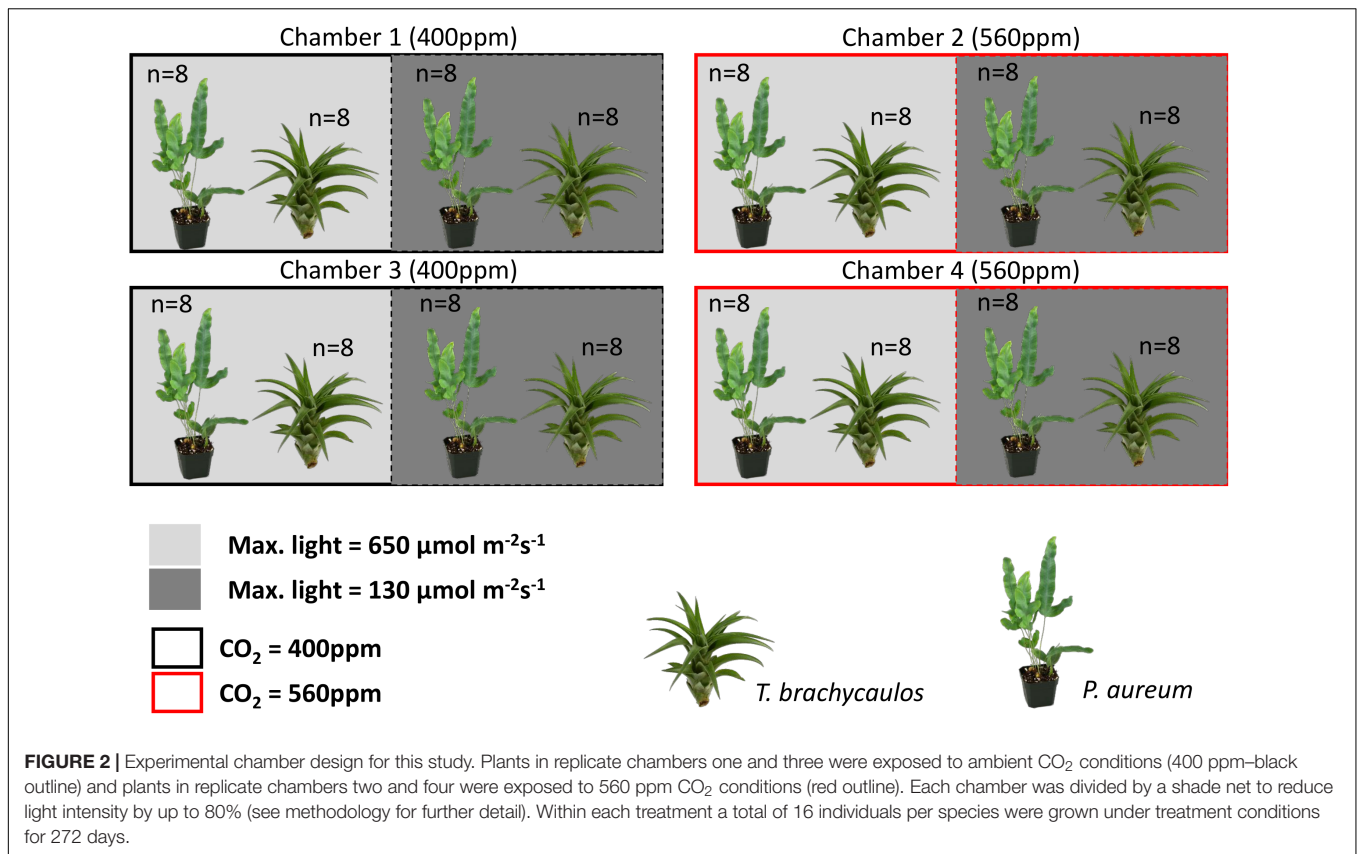 Chamber 1 (400ppm)
Chamber 2 (560ppm)
n=8
n=8
n=8
n=8
n=8
n=8
n=8
n=8
Chamber 3 (400ppm)
Chamber 4 (560ppm)
n=8
n=8
n=8
n=8
n=8
n=8
n=8
n=8
Max. light = 650 µmol m⁻²s⁻¹
Max. light = 130 µmol m⁻²s⁻¹
CO₂ = 400ppm
CO₂ = 560ppm
T. brachycaulos
P. aureum
FIGURE 2 | Experimental chamber design for this study. Plants in replicate chambers one and three were exposed to ambient CO₂ conditions (400 ppm–black
outline) and plants in replicate chambers two and four were exposed to 560 ppm CO₂ conditions (red outline). Each chamber was divided by a shade net to reduce
light intensity by up to 80% (see methodology for further detail). Within each treatment a total of 16 individuals per species were grown under treatment conditions
for 272 days.